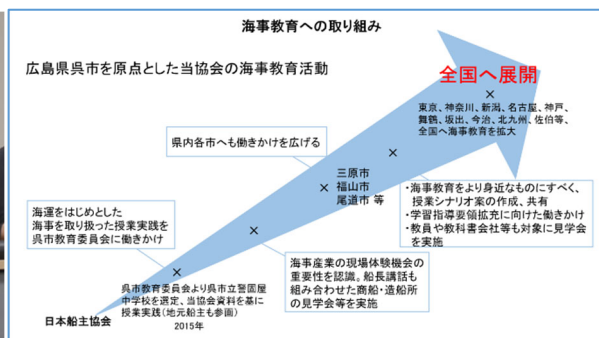 海事教育への取り組み
広島県呉市を原点とした当協会の海事教育活動
全国へ展開
東京、神奈川、新潟、名古屋、神戸、
舞鶴、坂出、今治、北九州、佐伯等、
全国へ海事教育を拡大
県内各市へも働きかけを広げる
三原市
福山市
尾道市 等
・海事教育をより身近なものにすべく、
授業シナリオ案の作成、共有
・学習指導要領拡充に向けた働きかけ
・教員や教科書会社等も対象に見学会
を実施
海運をはじめとした
海事を取り扱った授業実践を
呉市教育委員会に働きかけ
海事産業の現場体験機会の
重要性を認識。船長講話も
組み合わせた商船・造船所
の見学会等を実施
呉市教育委員会より呉市立警固屋
中学校を選定、当協会資料を基に
授業実践(地元船主も参画)
2015年
日本船主協会